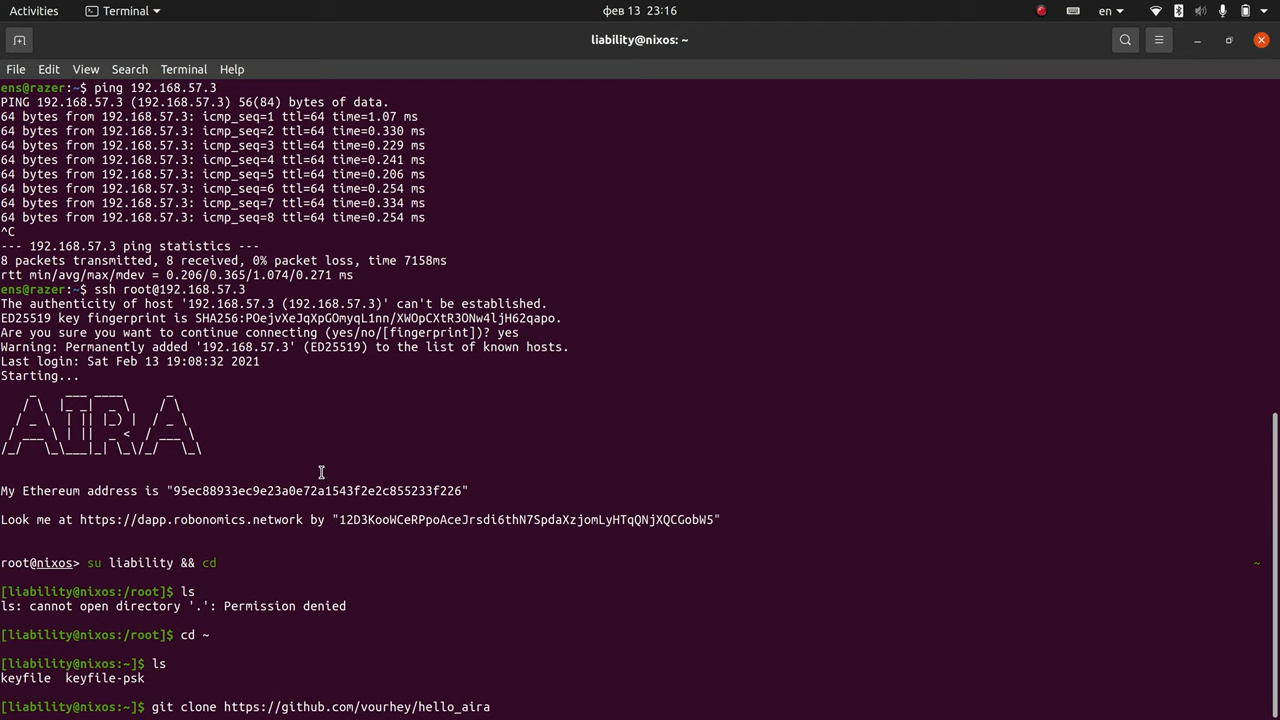 Activities Terminal фев 13 23:16 en
liability@nixos: ~
File Edit View Search Terminal Help
ens@razer:~$ ping 192.168.57.3
PING 192.168.57.3 (192.168.57.3) 56(84) bytes of data.
64 bytes from 192.168.57.3: icmp_seq=1 ttl=64 time=1.07 ms
64 bytes from 192.168.57.3: icmp_seq=2 ttl=64 time=0.330 ms
64 bytes from 192.168.57.3: icmp_seq=3 ttl=64 time=0.229 ms
64 bytes from 192.168.57.3: icmp_seq=4 ttl=64 time=0.241 ms
64 bytes from 192.168.57.3: icmp_seq=5 ttl=64 time=0.206 ms
64 bytes from 192.168.57.3: icmp_seq=6 ttl=64 time=0.254 ms
64 bytes from 192.168.57.3: icmp_seq=7 ttl=64 time=0.334 ms
64 bytes from 192.168.57.3: icmp_seq=8 ttl=64 time=0.254 ms
^C
--- 192.168.57.3 ping statistics ---
8 packets transmitted, 8 received, 0% packet loss, time 7158ms
rtt min/avg/max/mdev = 0.206/0.365/1.074/0.271 ms
ens@razer:~$ ssh root@192.168.57.3
The authenticity of host '192.168.57.3 (192.168.57.3)' can't be established.
ED25519 key fingerprint is SHA256:POejvXeJqXpGOmyqL1nn/XWOpCXtR3ONw4ljH62qapo.
Are you sure you want to continue connecting (yes/no/[fingerprint])? yes
Warning: Permanently added '192.168.57.3' (ED25519) to the list of known hosts.
Last login: Sat Feb 13 19:08:32 2021
Starting...
AIRA
My Ethereum address is "95ec88933ec9e23a0e72a1543f2e2c855233f226"
Look me at https://dapp.robonomics.network by "12D3KooWCeRPpoAceJrsdi6thN7SpdaXzjomLyHTqQNjXQCGobW5"
root@nixos> su liability && cd ~
[liability@nixos:/root]$ ls
ls: cannot open directory '.': Permission denied
[liability@nixos:/root]$ cd ~
[liability@nixos:~]$ ls
keyfile keyfile-psk
[liability@nixos:~]$ git clone https://github.com/vourhey/hello_aira